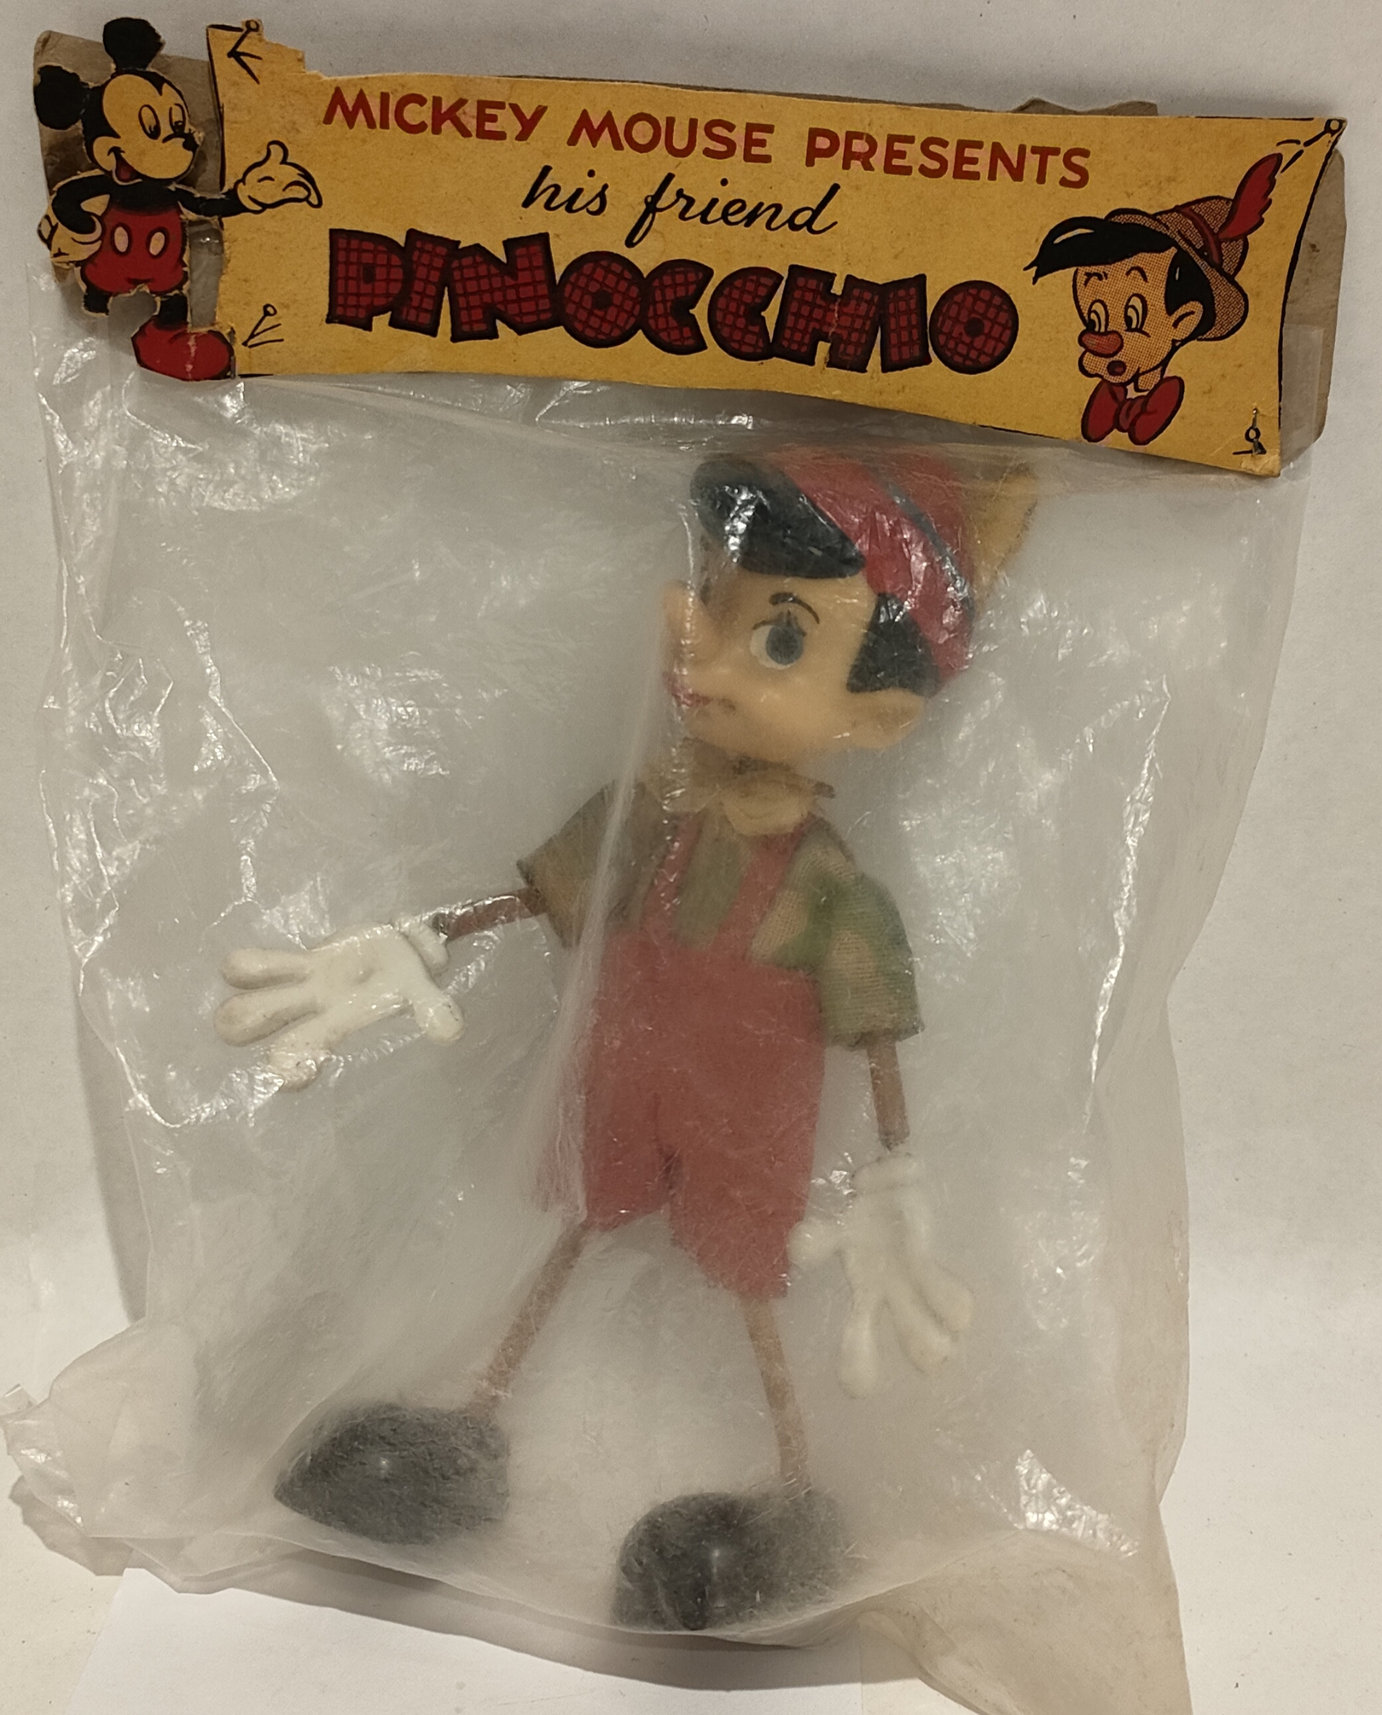 MICKEY MOUSE PRESENTS
his friend
PINOCCHIO